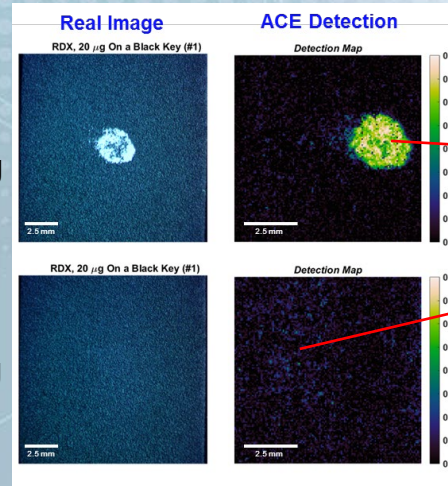 Real Image
ACE Detection
RDX, 20 μg On a Black Key (#1)
Detection Map
2.5 mm
2.5 mm
RDX, 20 μg On a Black Key (#1)
Detection Map
2.5 mm
2.5 mm